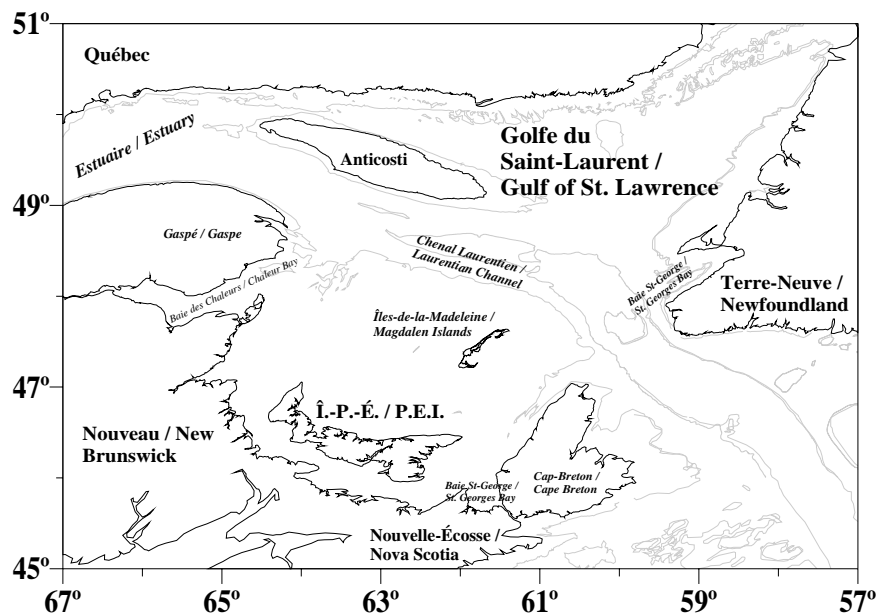 51º
Québec
Golfe du
Saint-Laurent /
Gulf of St. Lawrence
Estuaire / Estuary
Anticosti
49º
Gaspé / Gaspe
Chenal Laurentien /
Laurentian Channel
Baie des Chaleurs / Chaleur Bay
Baie St-George /
St. Georges Bay
Terre-Neuve /
Newfoundland
Îles-de-la-Madeleine /
Magdalen Islands
47º
Î.-P.-É. / P.E.I.
Nouveau / New
Brunswick
Baie St-George /
St. Georges Bay
Cap-Breton /
Cape Breton
Nouvelle-Écosse /
Nova Scotia
45º
67º 65º 63º 61º 59º 57º